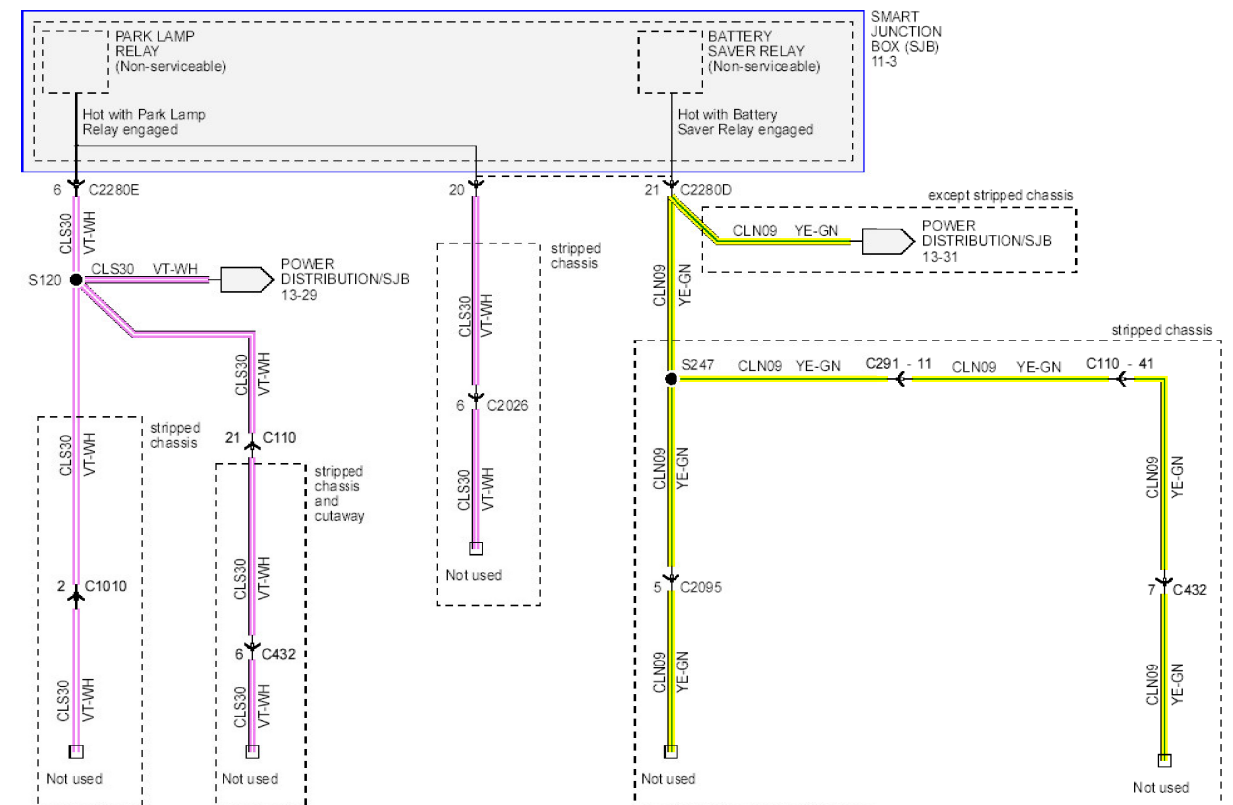 SMART
JUNCTION
BOX (SJB)
11-3
PARK LAMP
RELAY
(Non-serviceable)
BATTERY
SAVER RELAY
(Non-serviceable)
Hot with Park Lamp
Relay engaged
Hot with Battery
Saver Relay engaged
6 C2280E
20
21 C2280D
except stripped chassis
CLS30
VT-WH
CLN09 YE-GN
POWER
DISTRIBUTION/SJB
13-31
S120
CLS30 VT-WH
POWER
DISTRIBUTION/SJB
13-29
stripped
chassis
CLS30
VT-WH
CLN09
YE-GN
stripped chassis
CLS30
VT-WH
S247
CLN09 YE-GN
C291 - 11
CLN09 YE-GN
C110 - 41
6 C2026
stripped
chassis
21 C110
CLS30
VT-WH
stripped
chassis
and
cutaway
CLS30
VT-WH
CLN09
YE-GN
CLN09
YE-GN
Not used
2 C1010
CLS30
VT-WH
5 C2095
7 C432
6 C432
CLS30
VT-WH
CLS30
VT-WH
CLN09
YE-GN
CLN09
YE-GN
Not used
Not used
Not used
Not used